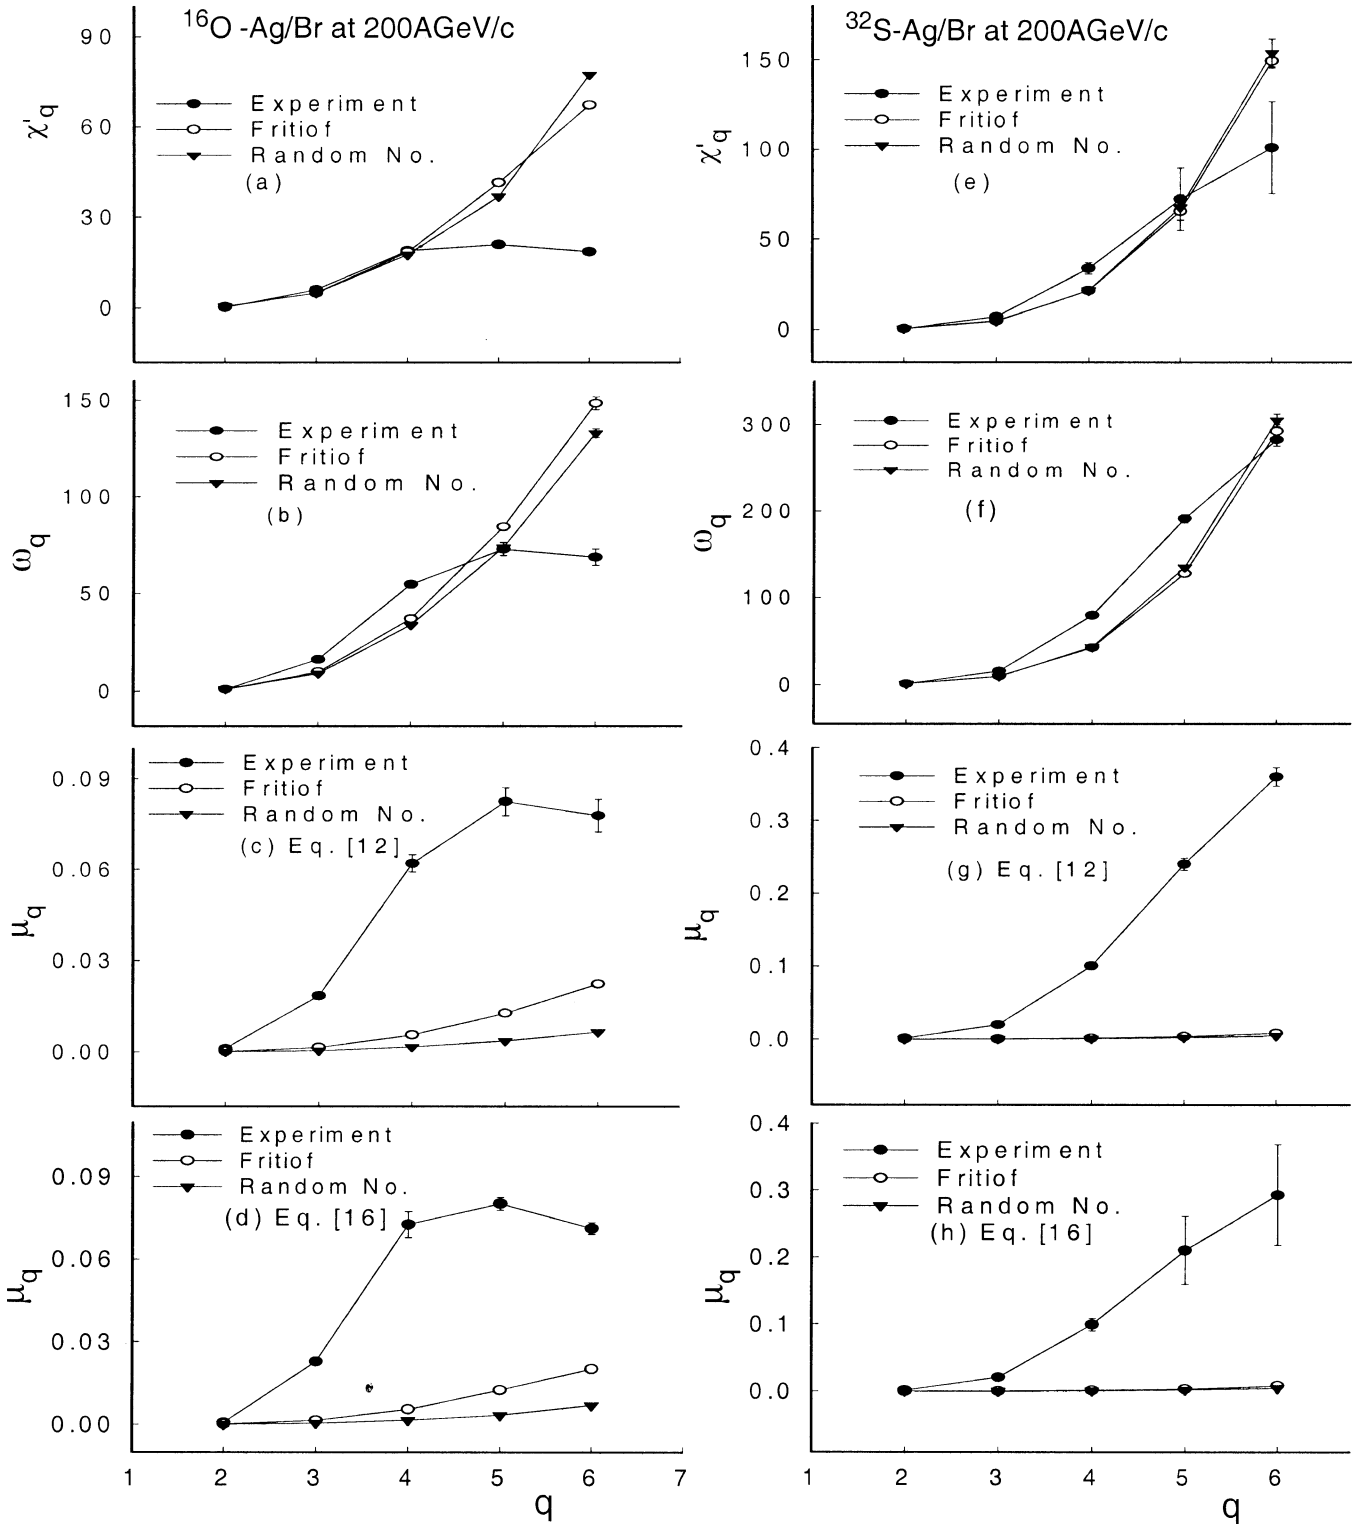 16O -Ag/Br at 200AGeV/c
90
60
30
0
χ'q
Experiment
Fritiof
Random No.
(a)
150
100
50
0
ωq
Experiment
Fritiof
Random No.
(b)
0.09
0.06
0.03
0.00
μq
Experiment
Fritiof
Random No.
(c) Eq. [12]
0.09
0.06
0.03
0.00
μq
Experiment
Fritiof
Random No.
(d) Eq. [16]
1 2 3 4 5 6 7
q
32S-Ag/Br at 200AGeV/c
150
100
50
0
χ'q
Experiment
Fritiof
Random No.
(e)
300
200
100
0
ωq
Experiment
Fritiof
Random No.
(f)
0.4
0.3
0.2
0.1
0.0
μq
Experiment
Fritiof
Random No.
(g) Eq. [12]
0.4
0.3
0.2
0.1
0.0
μq
Experiment
Fritiof
Random No.
(h) Eq. [16]
1 2 3 4 5 6
q